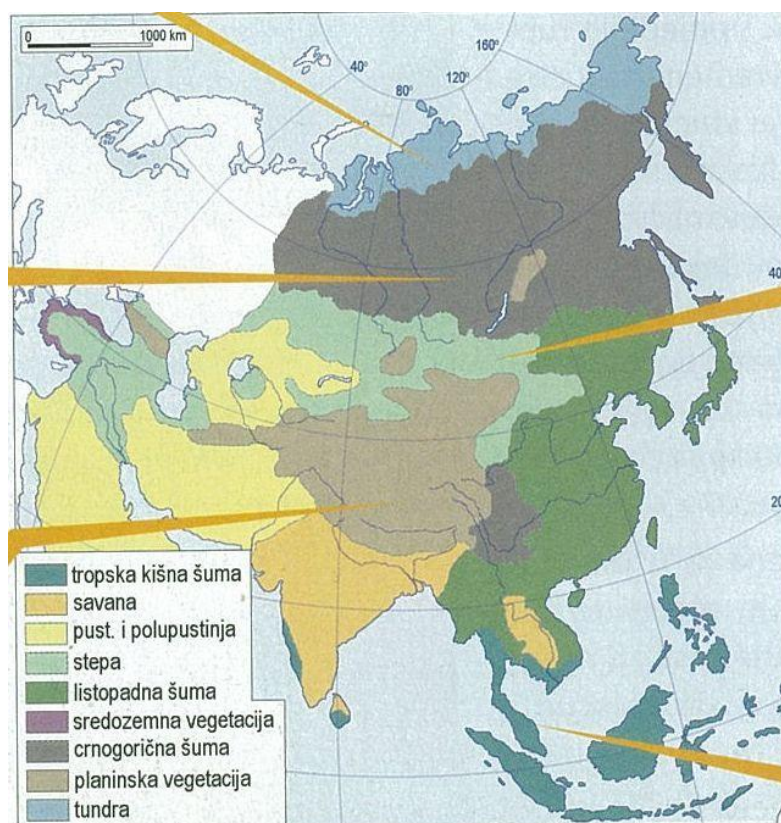 0 1000 km
160°
40°
80°
120°
40
20
tropska kišna šuma
savana
pust. i polupustinja
stepa
listopadna šuma
sredozemna vegetacija
crnogorična šuma
planinska vegetacija
tundra